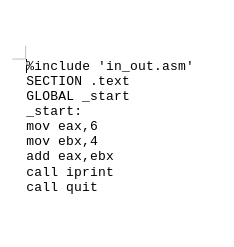 %include 'in_out.asm'
SECTION .text
GLOBAL _start
_start:
mov eax,6
mov ebx,4
add eax,ebx
call iprint
call quit